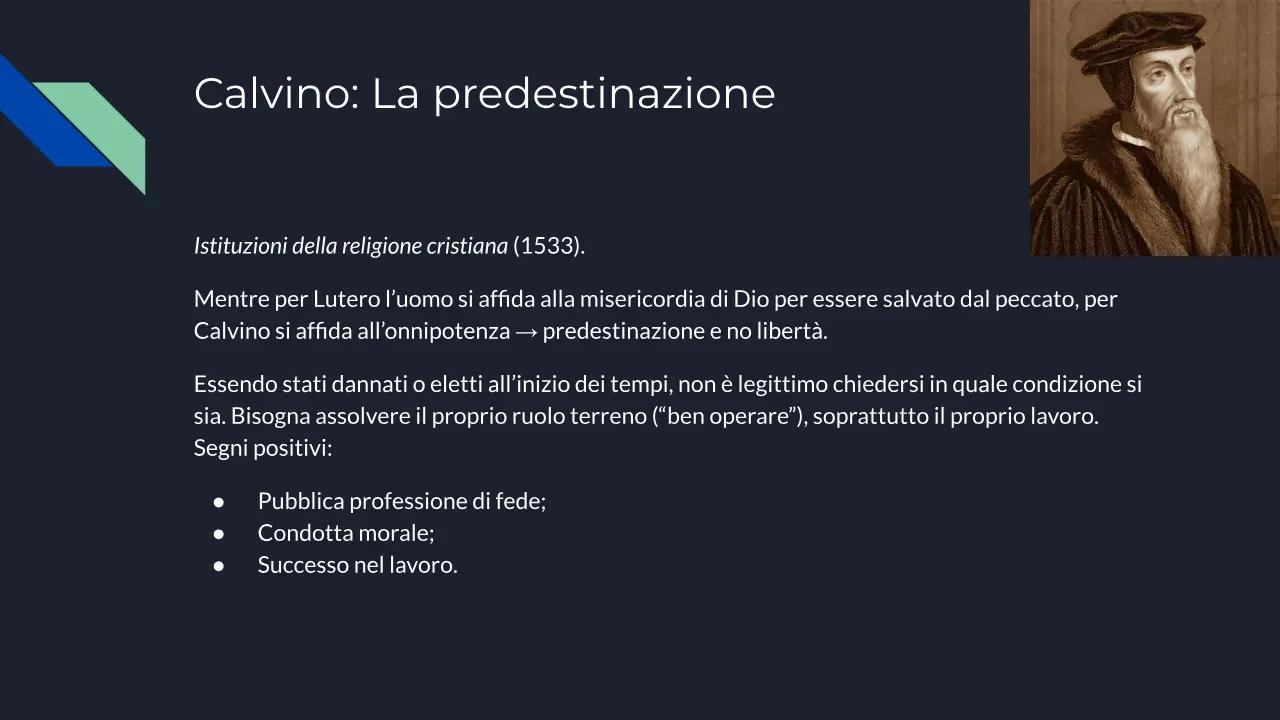 Calvino: La predestinazione
Istituzioni della religione cristiana (1533).
Mentre per Lutero l’uomo si affida alla misericordia di Dio per essere salvato dal peccato, per
Calvino si affida all’onnipotenza → predestinazione e no libertà.
Essendo stati dannati o eletti all’inizio dei tempi, non è legittimo chiedersi in quale condizione si
sia. Bisogna assolvere il proprio ruolo terreno (“ben operare”), soprattutto il proprio lavoro.
Segni positivi:
● Pubblica professione di fede;
● Condotta morale;
● Successo nel lavoro.